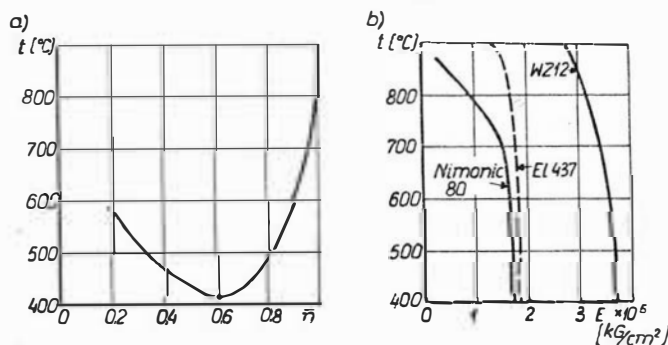 a)
t [°C]
800
700
600
500
400
0 0.2 0.4 0.6 0.8 n̄
b)
t [°C]
800
700
600
500
400
WZ12
EI 437
Nimonic
80
0 1 2 3 E ×10⁶
[kG/cm²]